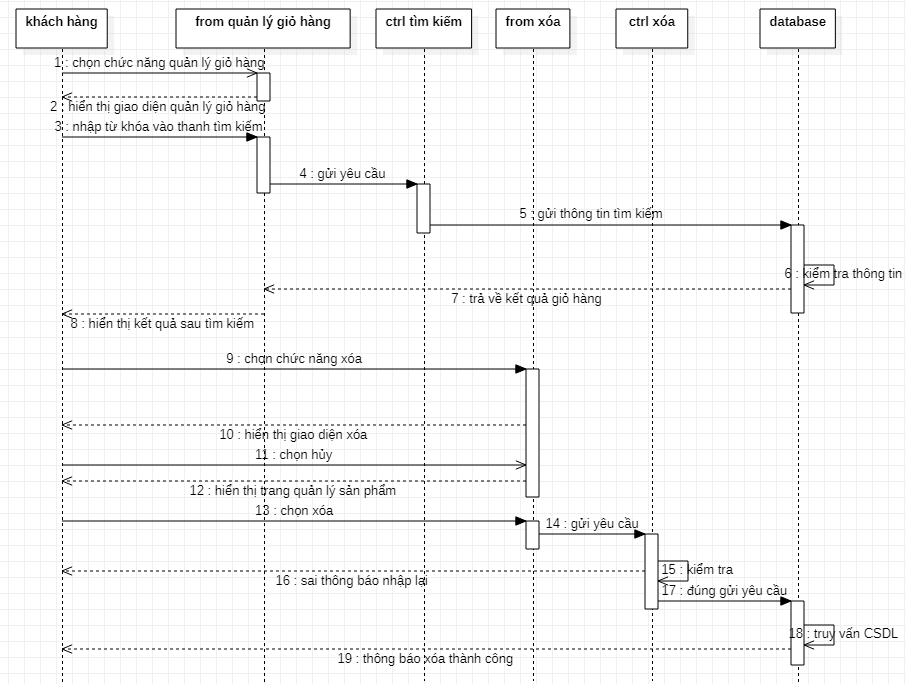 khách hàng
from quản lý giỏ hàng
ctrl tìm kiếm
from xóa
ctrl xóa
database
1 : chọn chức năng quản lý giỏ hàng
2 : hiển thị giao diện quản lý giỏ hàng
3 : nhập từ khóa vào thanh tìm kiếm
4 : gửi yêu cầu
5 : gửi thông tin tìm kiếm
6 : kiểm tra thông tin
7 : trả về kết quả giỏ hàng
8 : hiển thị kết quả sau tìm kiếm
9 : chọn chức năng xóa
10 : hiển thị giao diện xóa
11 : chọn hủy
12 : hiển thị trang quản lý sản phẩm
13 : chọn xóa
14 : gửi yêu cầu
15 : kiểm tra
16 : sai thông báo nhập lại
17 : đúng gửi yêu cầu
18 : truy vấn CSDL
19 : thông báo xóa thành công